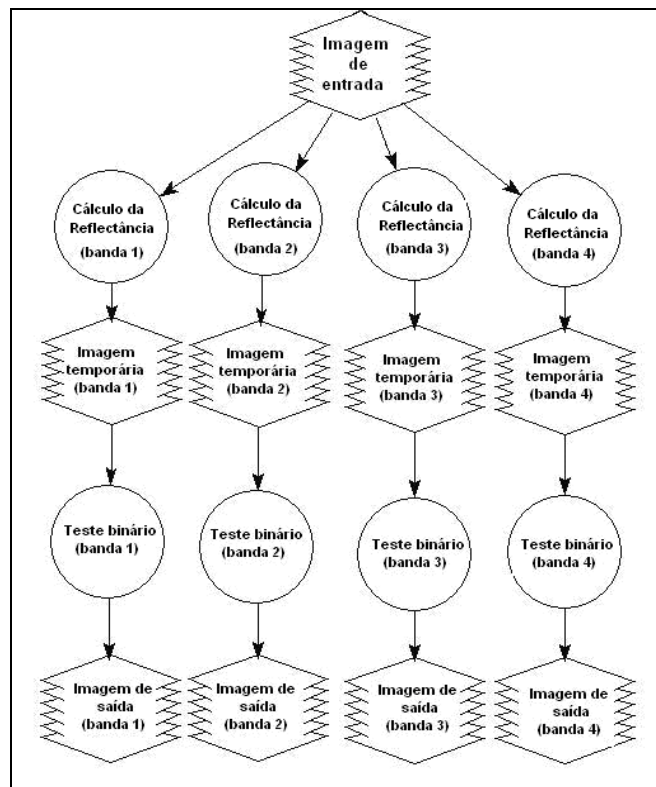 Imagem
de
entrada
Cálculo da
Reflectância
(banda 1)
Cálculo da
Reflectância
(banda 2)
Cálculo da
Reflectância
(banda 3)
Cálculo da
Reflectância
(banda 4)
Imagem
temporária
(banda 1)
Imagem
temporária
(banda 2)
Imagem
temporária
(banda 3)
Imagem
temporária
(banda 4)
Teste binário
(banda 1)
Teste binário
(banda 2)
Teste binário
(banda 3)
Teste binário
(banda 4)
Imagem de
saída
(banda 1)
Imagem de
saída
(banda 2)
Imagem de
saída
(banda 3)
Imagem de
saída
(banda 4)